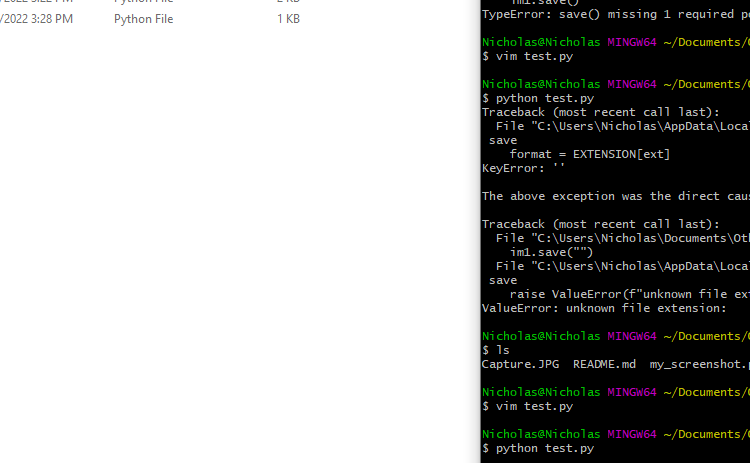 /2022 3:22 PM Python File 2 KB
/2022 3:28 PM Python File 1 KB
im1.save()
TypeError: save() missing 1 required po
Nicholas@Nicholas MINGW64 ~/Documents/O
$ vim test.py
Nicholas@Nicholas MINGW64 ~/Documents/O
$ python test.py
Traceback (most recent call last):
File "C:\Users\Nicholas\AppData\Loca
save
format = EXTENSION[ext]
KeyError: ''
The above exception was the direct caus
Traceback (most recent call last):
File "C:\Users\Nicholas\Documents\Oth
im1.save("")
File "C:\Users\Nicholas\AppData\Loca
save
raise ValueError(f"unknown file ext
ValueError: unknown file extension:
Nicholas@Nicholas MINGW64 ~/Documents/O
$ ls
Capture.JPG README.md my_screenshot.p
Nicholas@Nicholas MINGW64 ~/Documents/O
$ vim test.py
Nicholas@Nicholas MINGW64 ~/Documents/O
$ python test.py